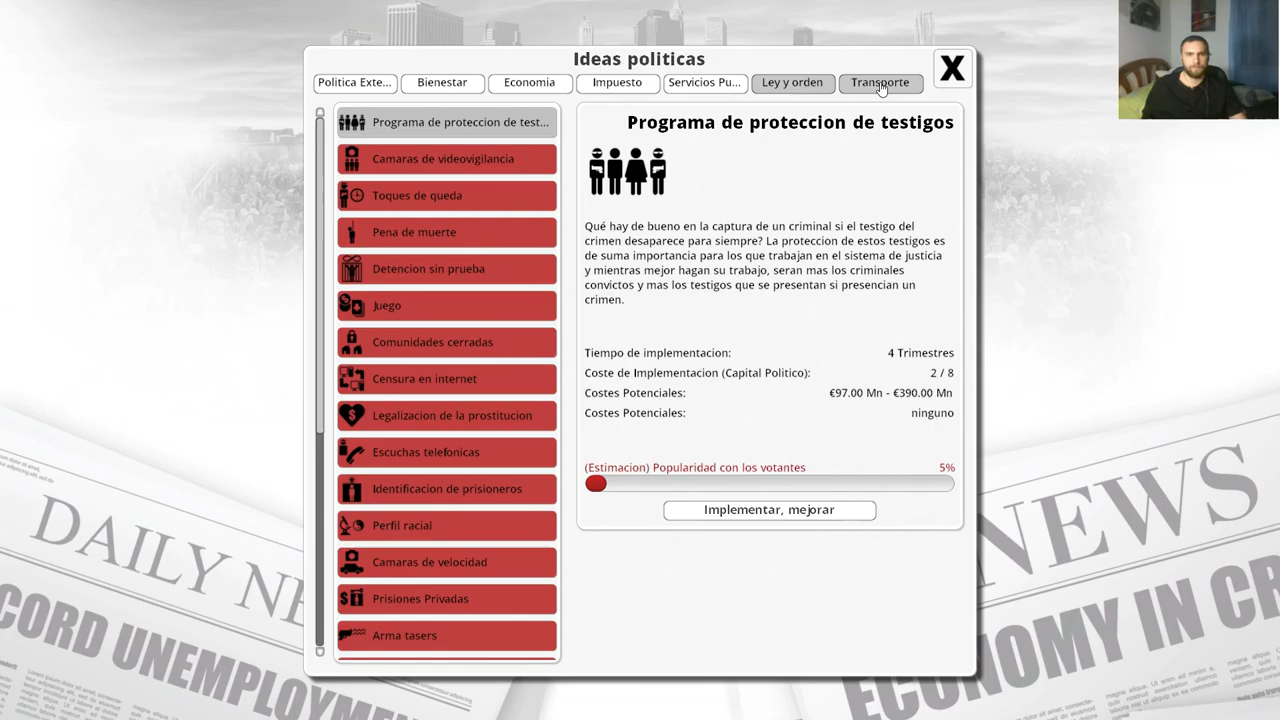 Ideas politicas
X
Politica Exte...
Bienestar
Economia
Impuesto
Servicios Pu...
Ley y orden
Transporte
Programa de proteccion de test...
Camaras de videovigilancia
Toques de queda
Pena de muerte
Detencion sin prueba
Juego
Comunidades cerradas
Censura en internet
Legalizacion de la prostitucion
Escuchas telefonicas
Identificacion de prisioneros
Perfil racial
Camaras de velocidad
Prisiones Privadas
Arma tasers
Programa de proteccion de testigos
Qué hay de bueno en la captura de un criminal si el testigo del
crimen desaparece para siempre? La proteccion de estos testigos es
de suma importancia para los que trabajan en el sistema de justicia
y mientras mejor hagan su trabajo, seran mas los criminales
convictos y mas los testigos que se presentan si presencian un
crimen.
Tiempo de implementacion: 4 Trimestres
Coste de Implementacion (Capital Politico): 2 / 8
Costes Potenciales: €97.00 Mn - €390.00 Mn
Costes Potenciales: ninguno
(Estimacion) Popularidad con los votantes 5%
Implementar, mejorar
DAILY NE
NEWS
CORD UNEMPLOYM
ECONOMY IN CR